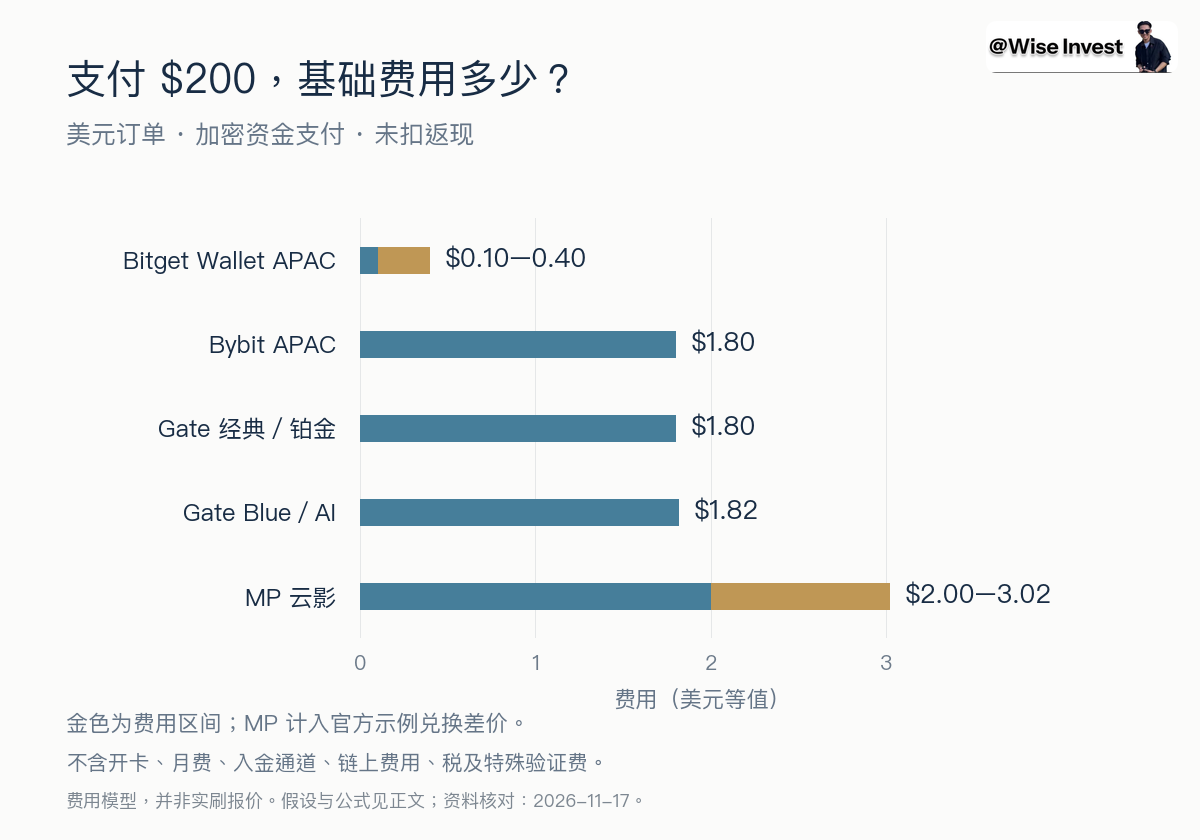 @Wise Invest
支付 $200，基础费用多少？
美元订单 · 加密资金支付 · 未扣返现
Bitget Wallet APAC
$0.10—0.40
Bybit APAC
$1.80
Gate 经典 / 铂金
$1.80
Gate Blue / AI
$1.82
MP 云影
$2.00—3.02
0 1 2 3
费用（美元等值）
金色为费用区间；MP 计入官方示例兑换差价。
不含开卡、月费、入金通道、链上费用、税及特殊验证费。
费用模型，并非实刷报价。假设与公式见正文；资料核对：2026–11–17。